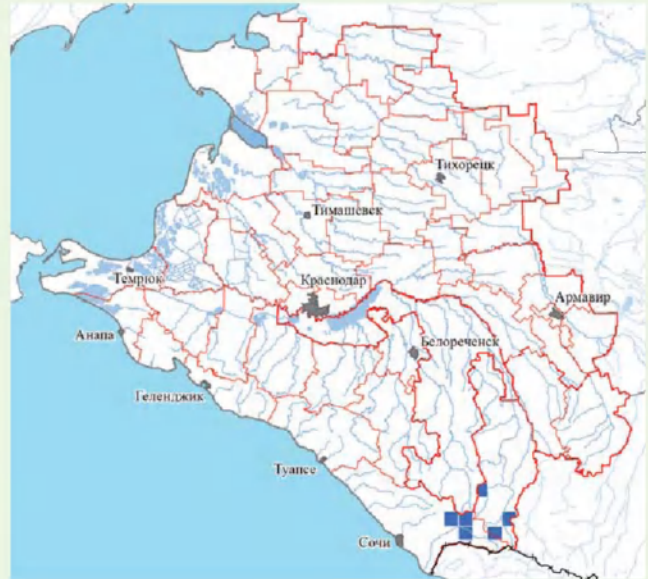 Тихорецк
Тимашевск
Темрюк
Краснодар
Армавир
Анапа
Белореченск
Геленджик
Туапсе
Сочи